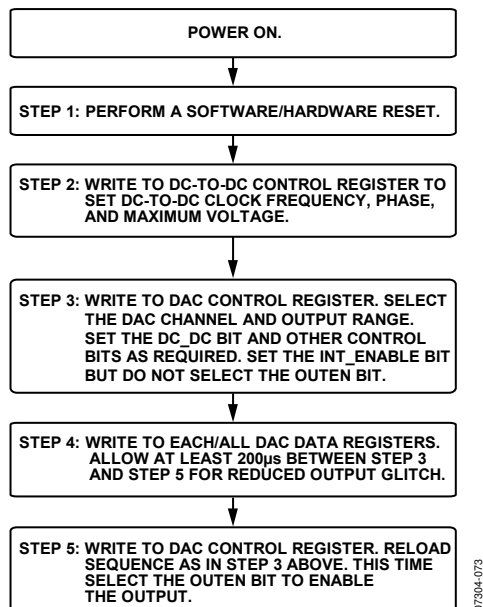 POWER ON.
STEP 1: PERFORM A SOFTWARE/HARDWARE RESET.
STEP 2: WRITE TO DC-TO-DC CONTROL REGISTER TO
SET DC-TO-DC CLOCK FREQUENCY, PHASE,
AND MAXIMUM VOLTAGE.
STEP 3: WRITE TO DAC CONTROL REGISTER. SELECT
THE DAC CHANNEL AND OUTPUT RANGE.
SET THE DC_DC BIT AND OTHER CONTROL
BITS AS REQUIRED. SET THE INT_ENABLE BIT
BUT DO NOT SELECT THE OUTEN BIT.
STEP 4: WRITE TO EACH/ALL DAC DATA REGISTERS.
ALLOW AT LEAST 200µs BETWEEN STEP 3
AND STEP 5 FOR REDUCED OUTPUT GLITCH.
STEP 5: WRITE TO DAC CONTROL REGISTER. RELOAD
SEQUENCE AS IN STEP 3 ABOVE. THIS TIME
SELECT THE OUTEN BIT TO ENABLE
THE OUTPUT.
07304-073